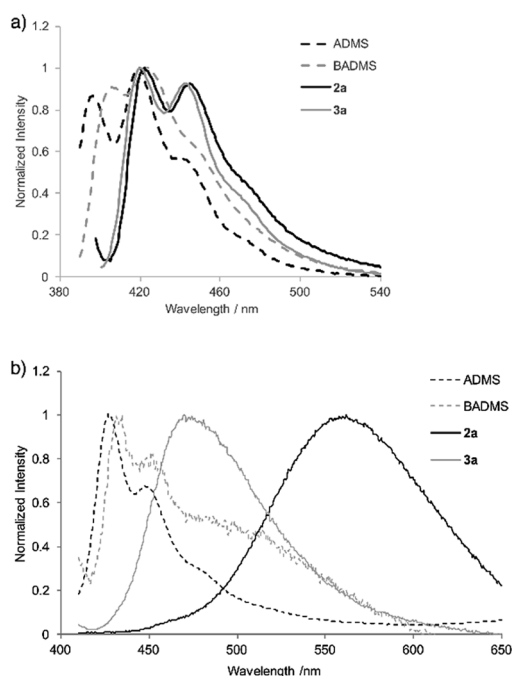 a)
1.2
1
0.8
0.6
0.4
0.2
0
Normalized Intensity
ADMS
BADMS
2a
3a
380
420
460
500
540
Wavelength / nm
b)
1.2
1
0.8
0.6
0.4
0.2
0
Normalized Intensity
ADMS
BADMS
2a
3a
400
450
500
550
600
650
Wavelength /nm